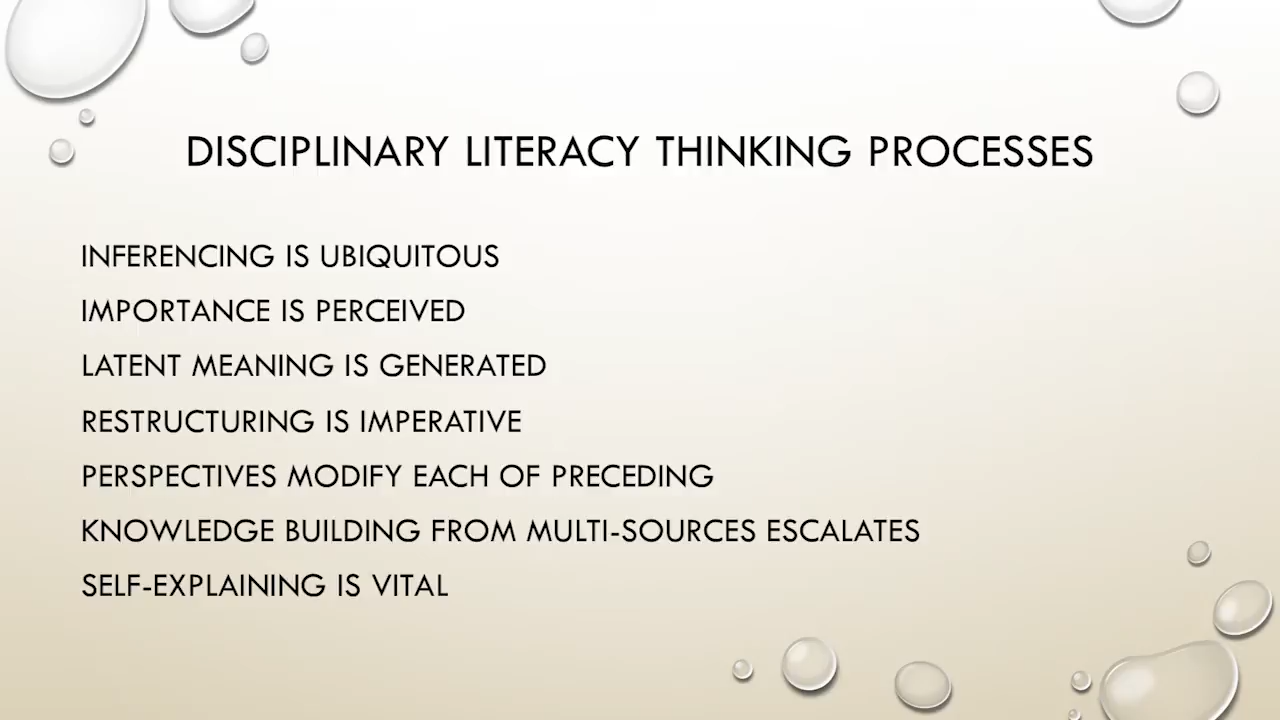 DISCIPLINARY LITERACY THINKING PROCESSES
INFERENCING IS UBIQUITOUS
IMPORTANCE IS PERCEIVED
LATENT MEANING IS GENERATED
RESTRUCTURING IS IMPERATIVE
PERSPECTIVES MODIFY EACH OF PRECEDING
KNOWLEDGE BUILDING FROM MULTI-SOURCES ESCALATES
SELF-EXPLAINING IS VITAL